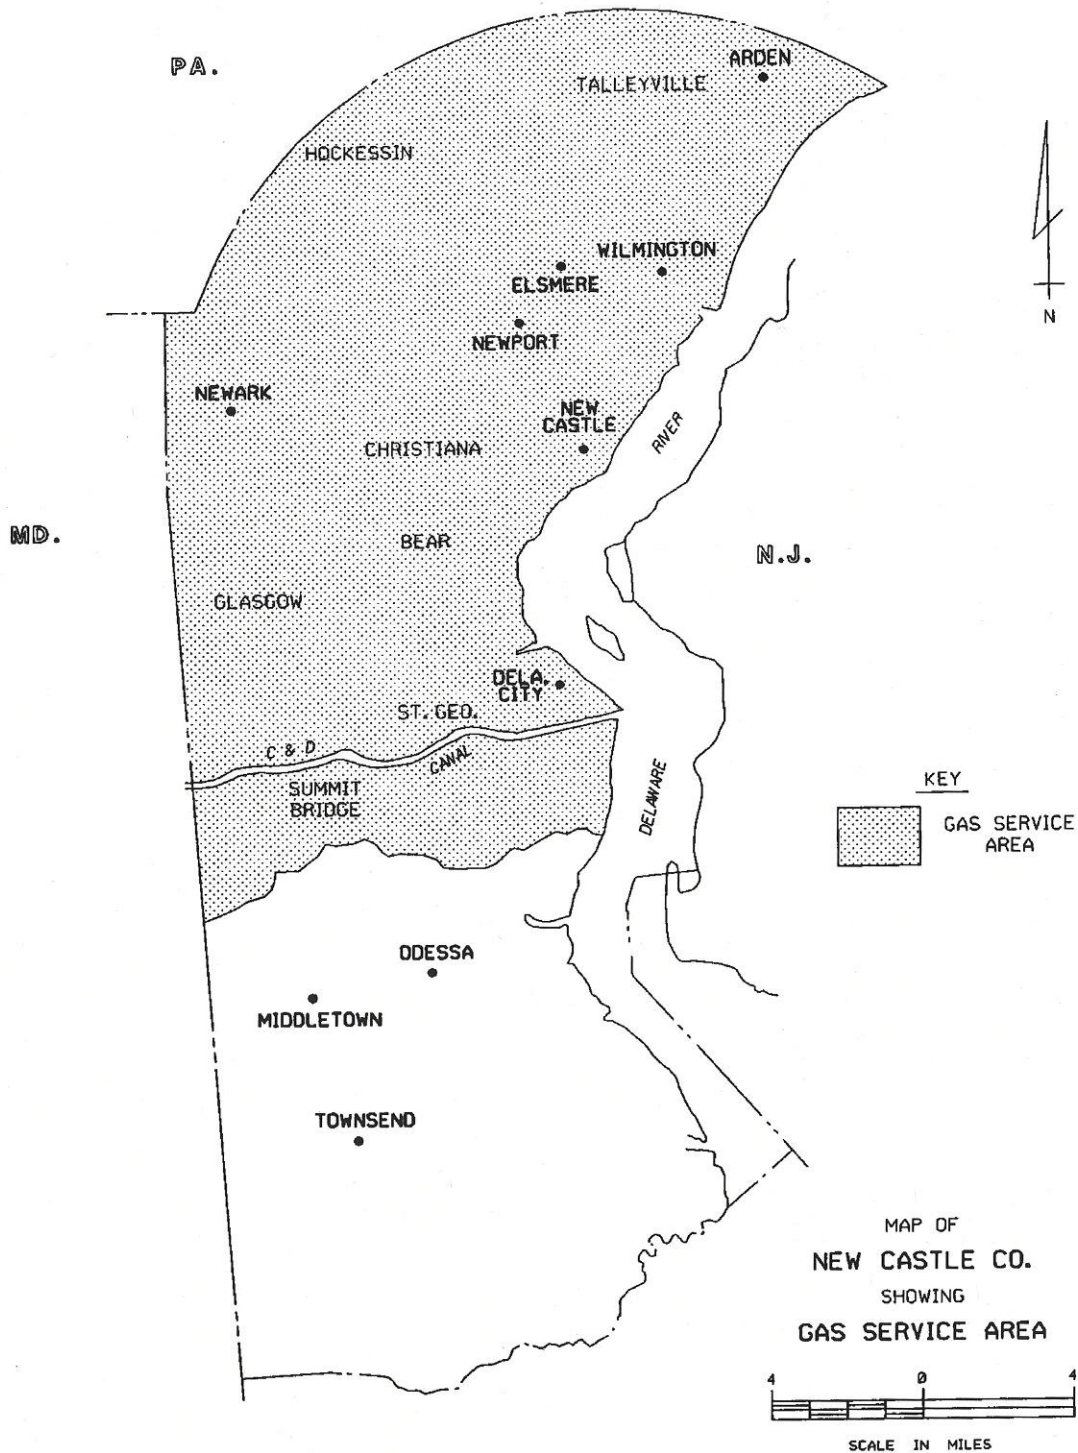 PA.
ARDEN
TALLEYVILLE
HOCKESSIN
WILMINGTON
ELSMERE
NEWPORT
N
NEWARK
NEW
CASTLE
RIVER
CHRISTIANA
MD.
BEAR
N.J.
GLASGOW
DELA.
CITY
ST. GEO.
C & D
CANAL
SUMMIT
BRIDGE
DELAWARE
KEY
GAS SERVICE
AREA
ODESSA
MIDDLETOWN
TOWNSEND
MAP OF
NEW CASTLE CO.
SHOWING
GAS SERVICE AREA
4 0 4
SCALE IN MILES